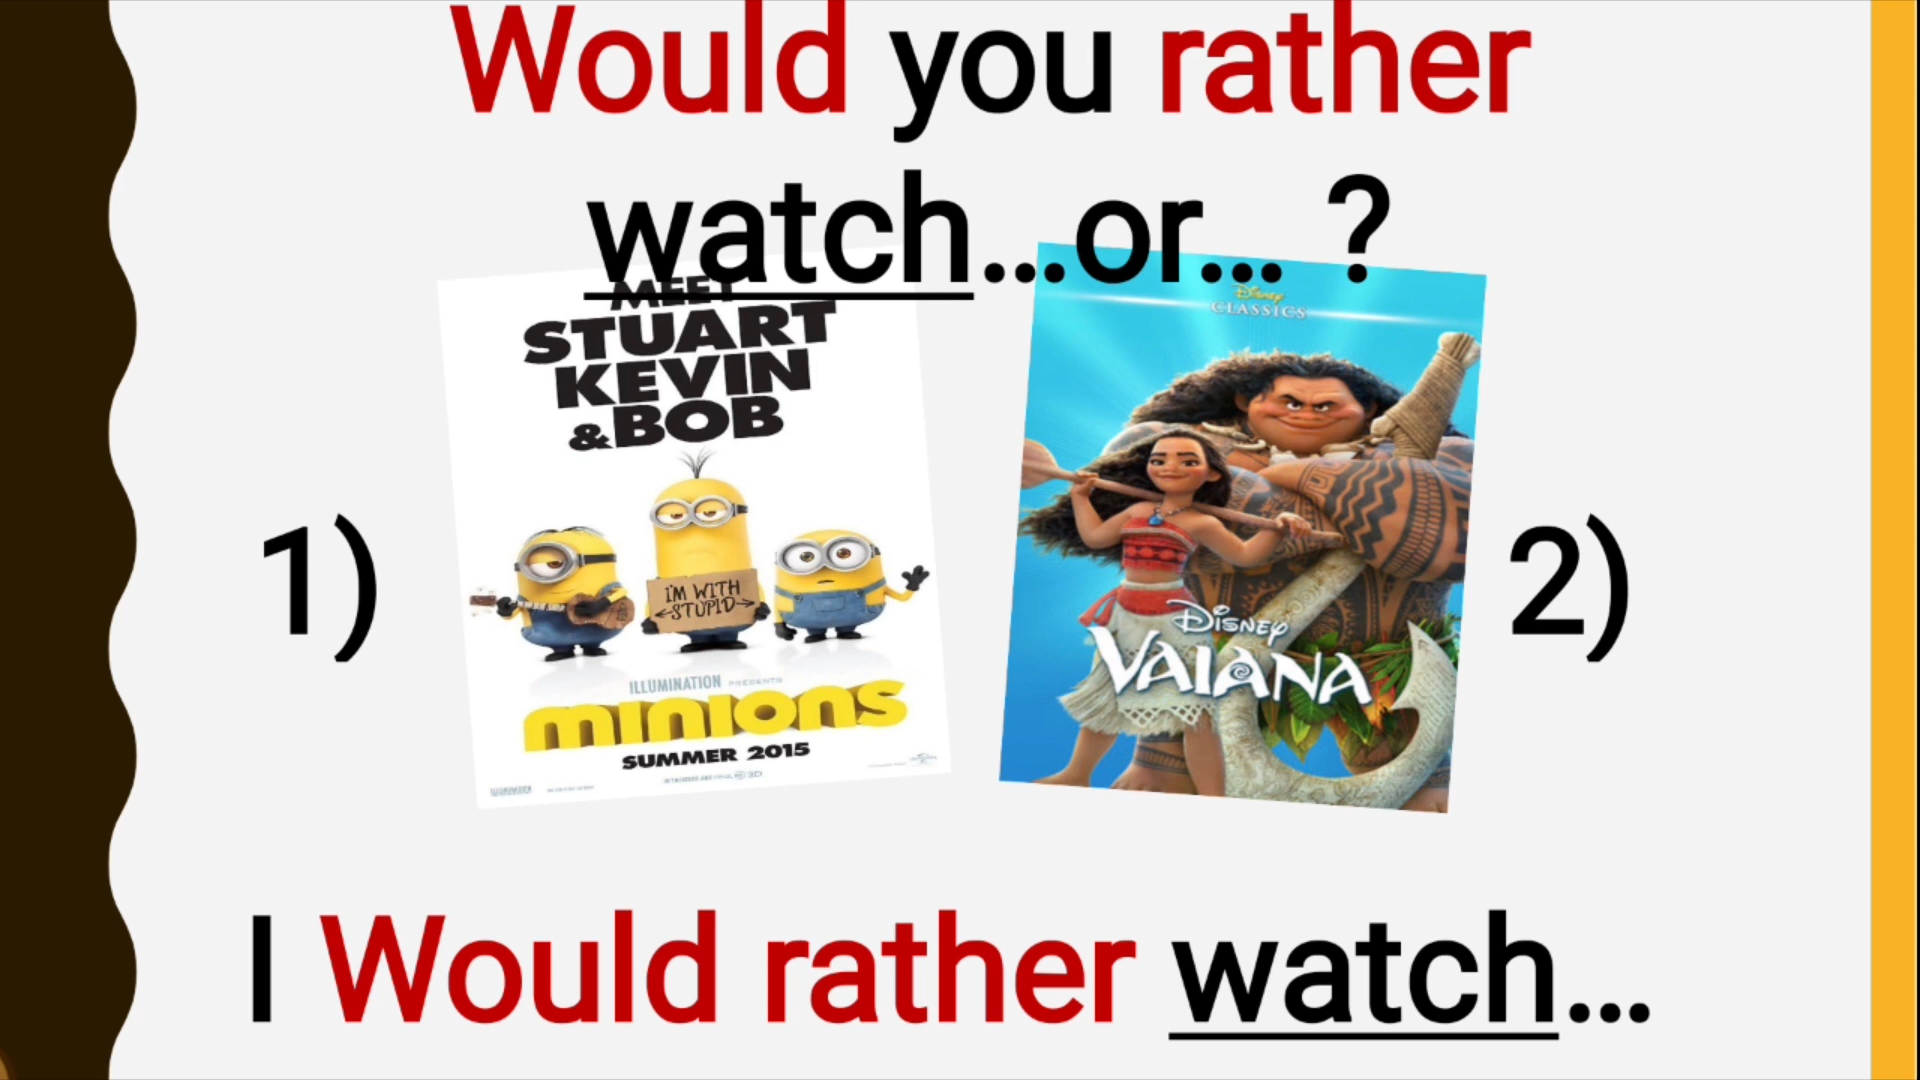 Would you rather
watch...or... ?
MEET
STUART
KEVIN
&BOB
I'M WITH
STUPID
ILLUMINATION PRESENTS
minions
SUMMER 2015
Disney
CLASSICS
Disney
VAIANA
1)
2)
I Would rather watch...